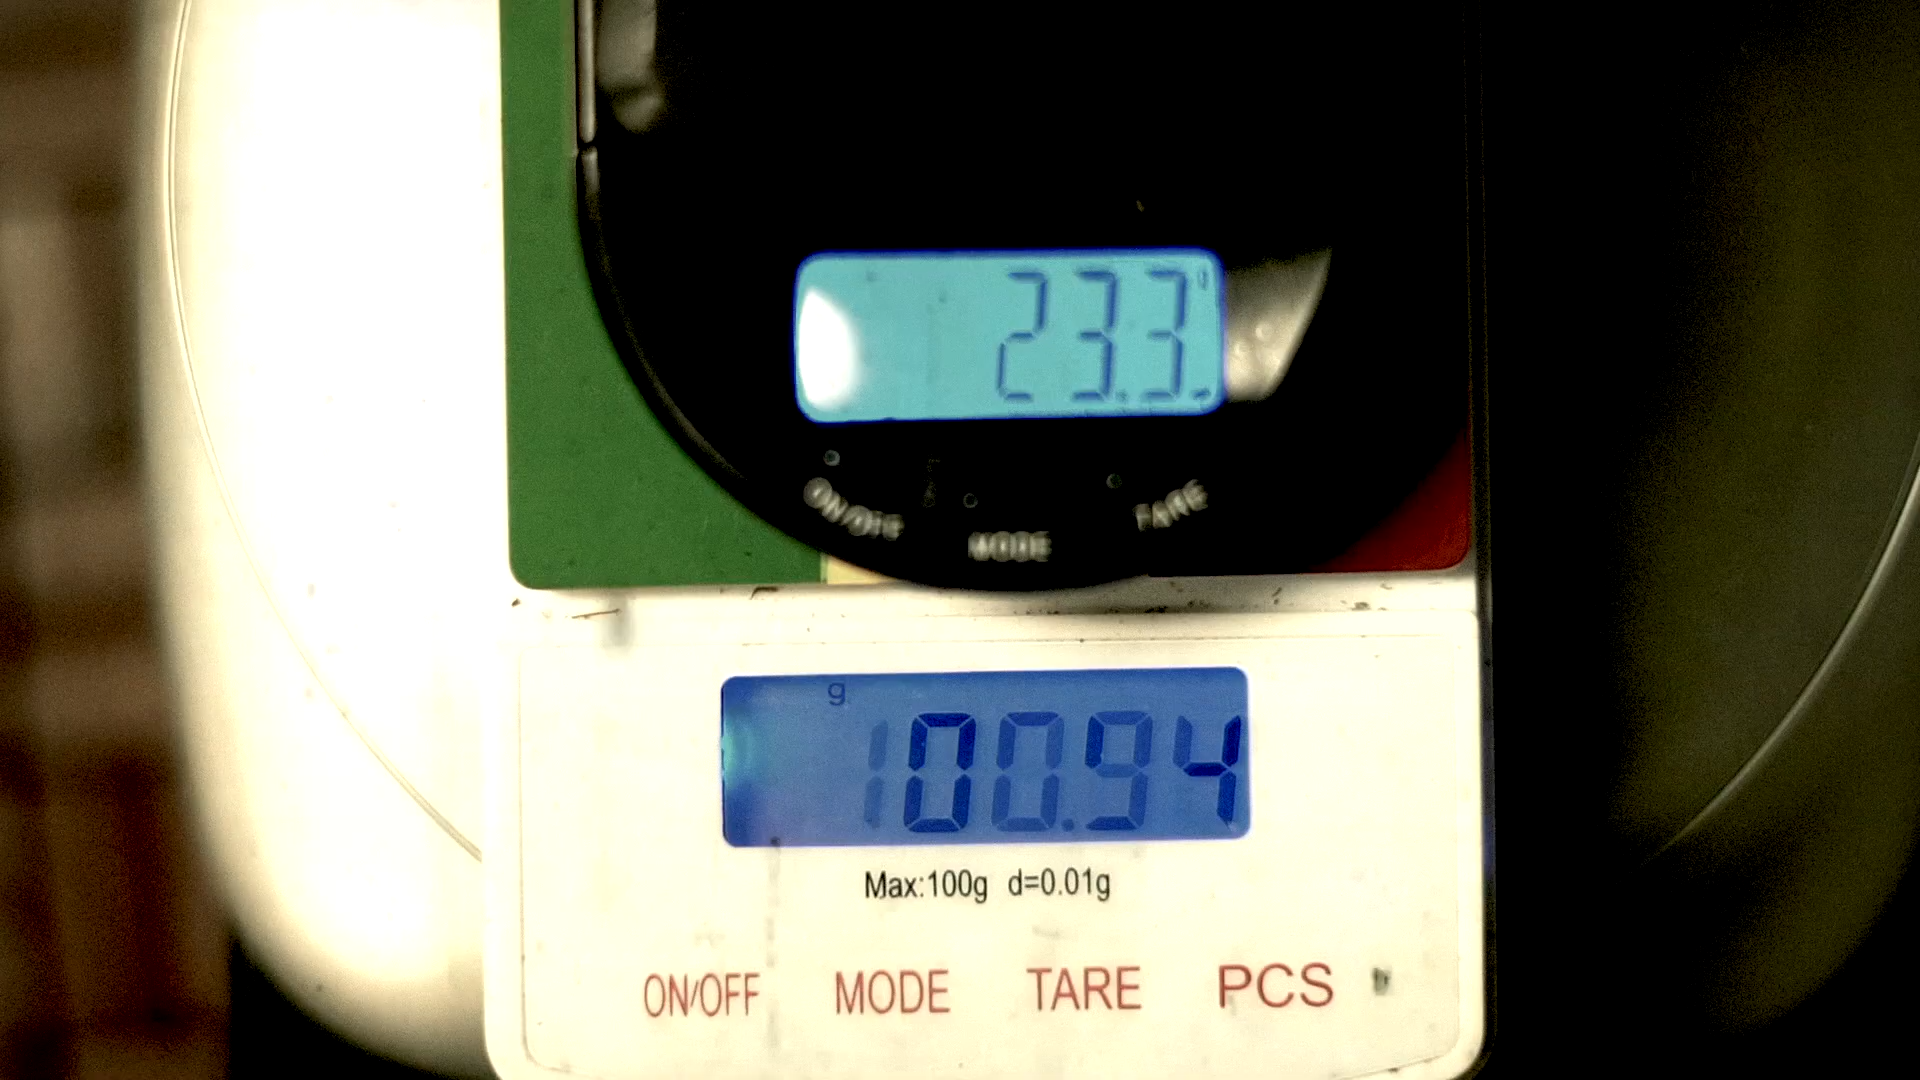 23.3
ON/OFF MODE TARE
g
100.94
Max:100g d=0.01g
ON/OFF MODE TARE PCS